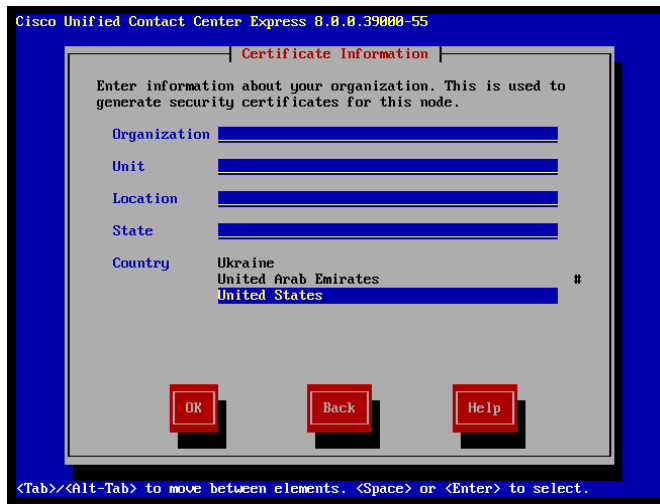 Cisco Unified Contact Center Express 8.0.0.39000-55
Certificate Information
Enter information about your organization. This is used to
generate security certificates for this node.
Organization
Unit
Location
State
Country
Ukraine
United Arab Emirates #
United States
OK Back Help
<Tab>/<Alt-Tab> to move between elements. <Space> or <Enter> to select.